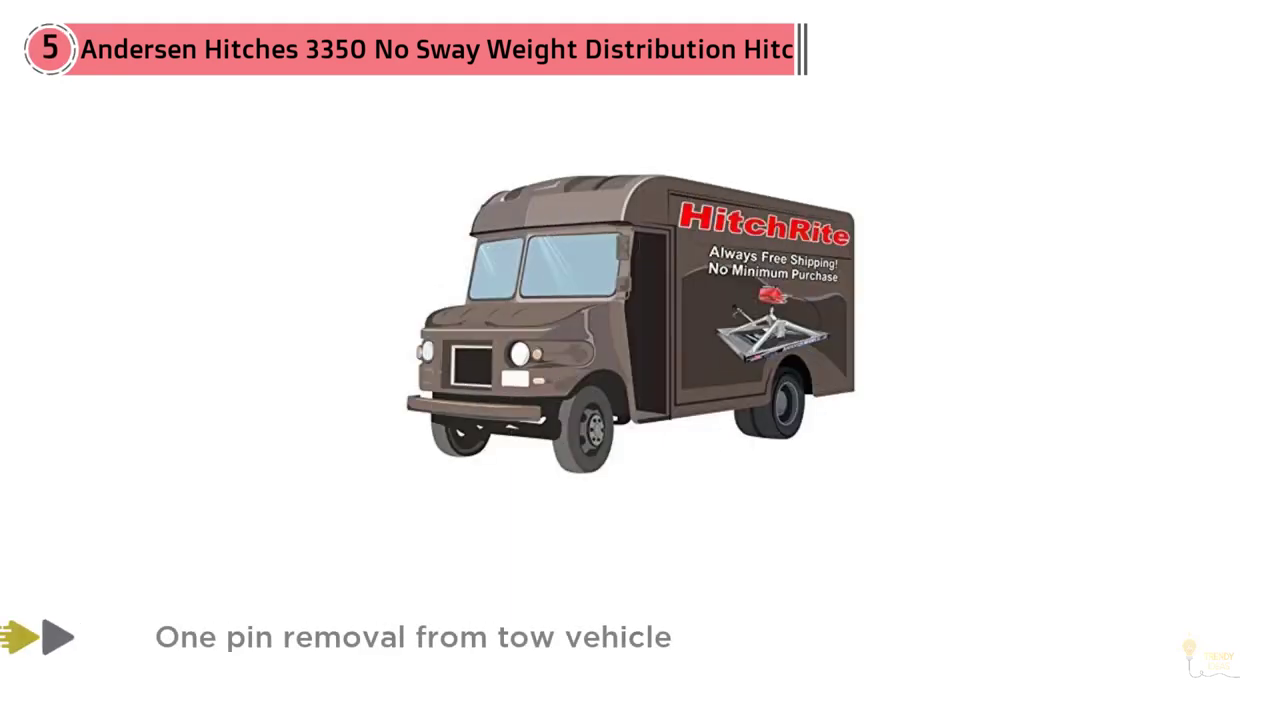 5
Andersen Hitches 3350 No Sway Weight Distribution Hitc
HitchRite
Always Free Shipping!
No Minimum Purchase
One pin removal from tow vehicle